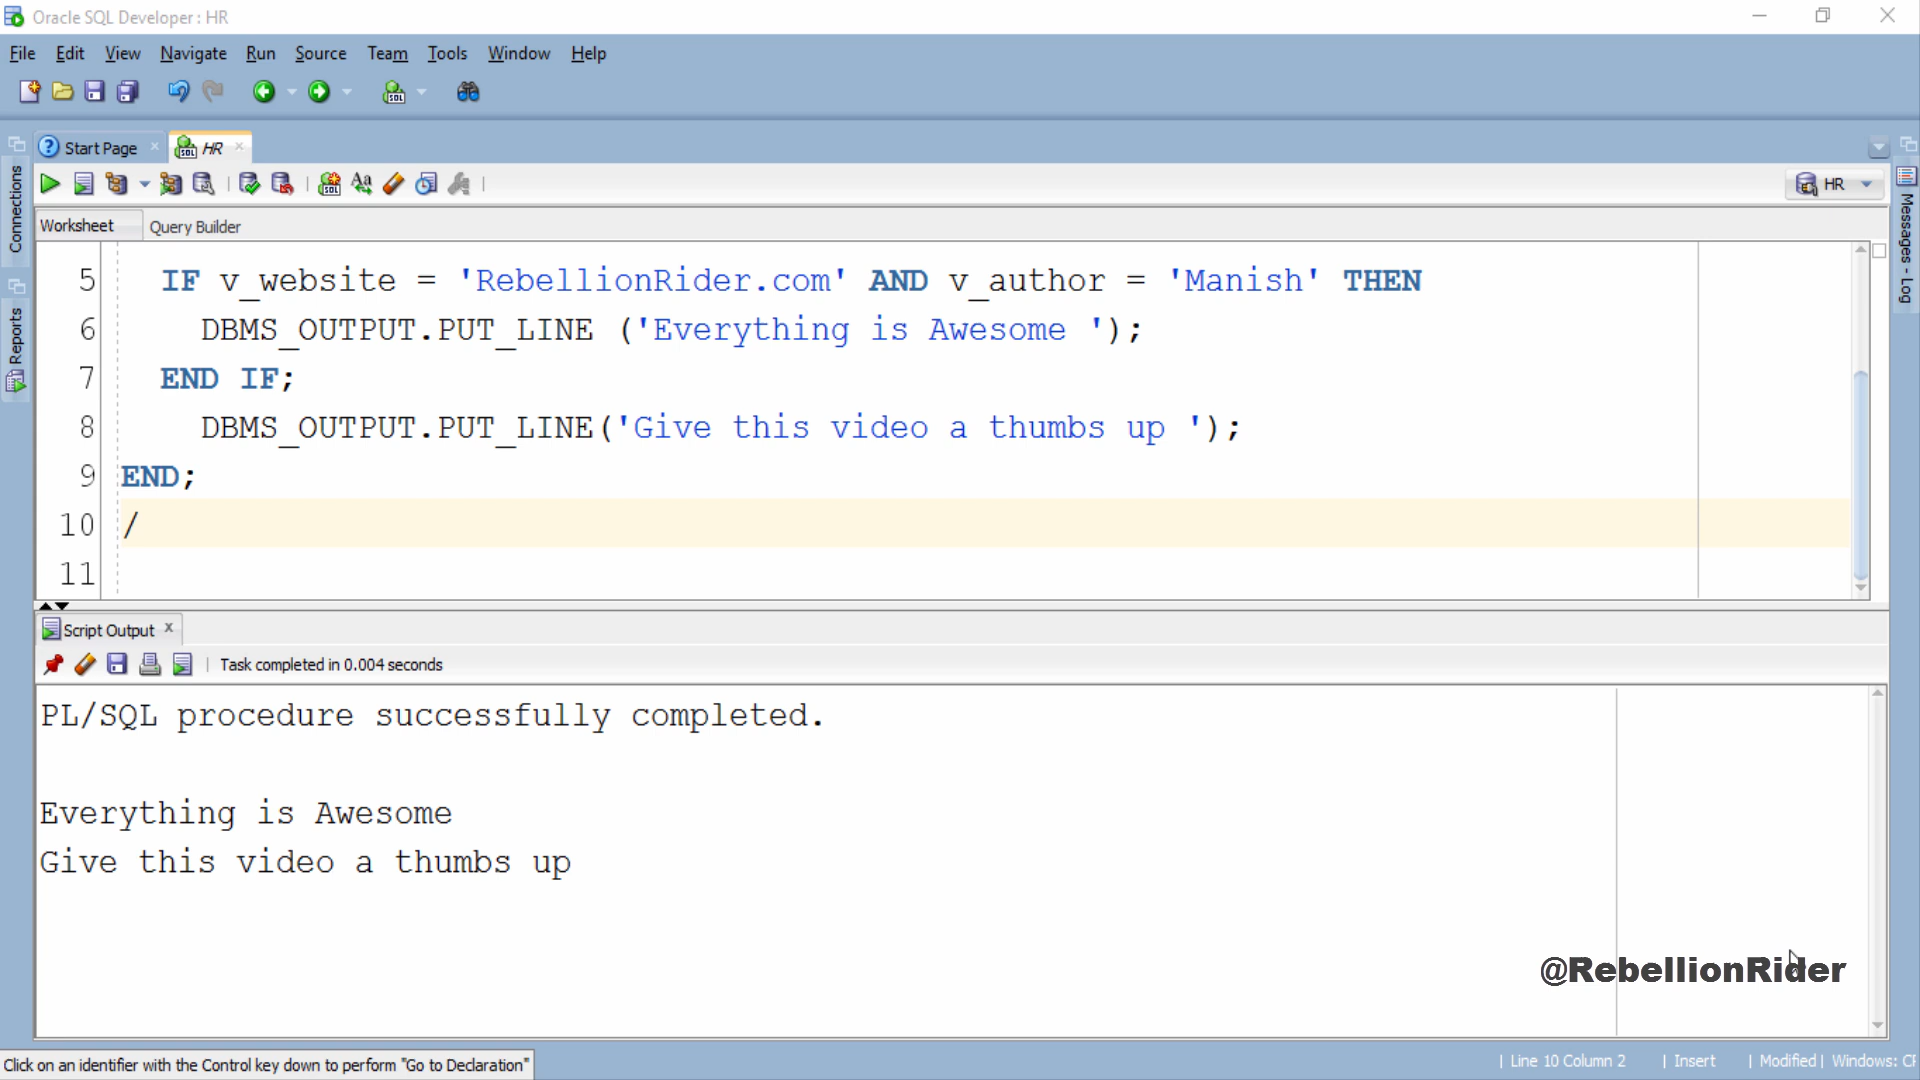 Oracle SQL Developer : HR
File Edit View Navigate Run Source Team Tools Window Help
Start Page HR
HR
Worksheet Query Builder
Connections
Reports
Messages - Log
5 IF v_website = 'RebellionRider.com' AND v_author = 'Manish' THEN
6 DBMS_OUTPUT.PUT_LINE ('Everything is Awesome ');
7 END IF;
8 DBMS_OUTPUT.PUT_LINE('Give this video a thumbs up ');
9 END;
10 /
11
Script Output
Task completed in 0.004 seconds
PL/SQL procedure successfully completed.
Everything is Awesome
Give this video a thumbs up
@RebellionRider
Click on an identifier with the Control key down to perform "Go to Declaration"
| Line 10 Column 2 | Insert | Modified | Windows: